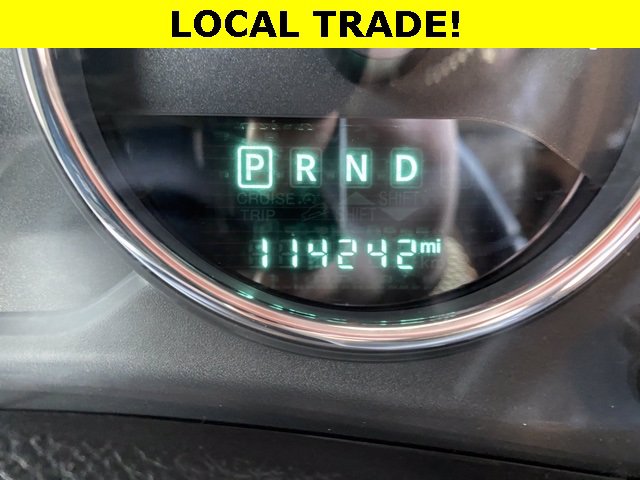 LOCAL TRADE!
P R N D
CRUISE SHIFT
TRIP SHIFT
114242 mi